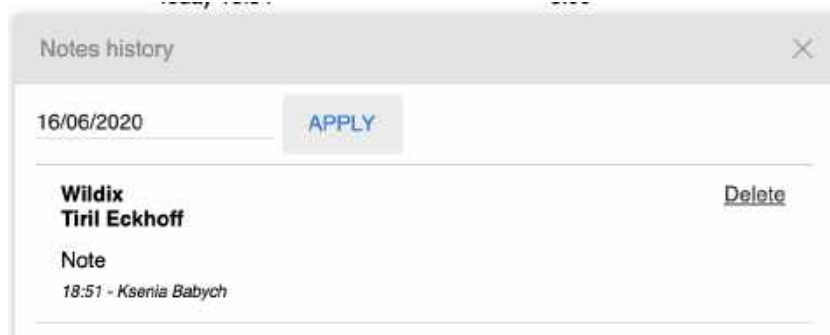 Notes history
16/06/2020
APPLY
Wildix
Delete
Tiril Eckhoff
Note
18:51 - Ksenia Babych